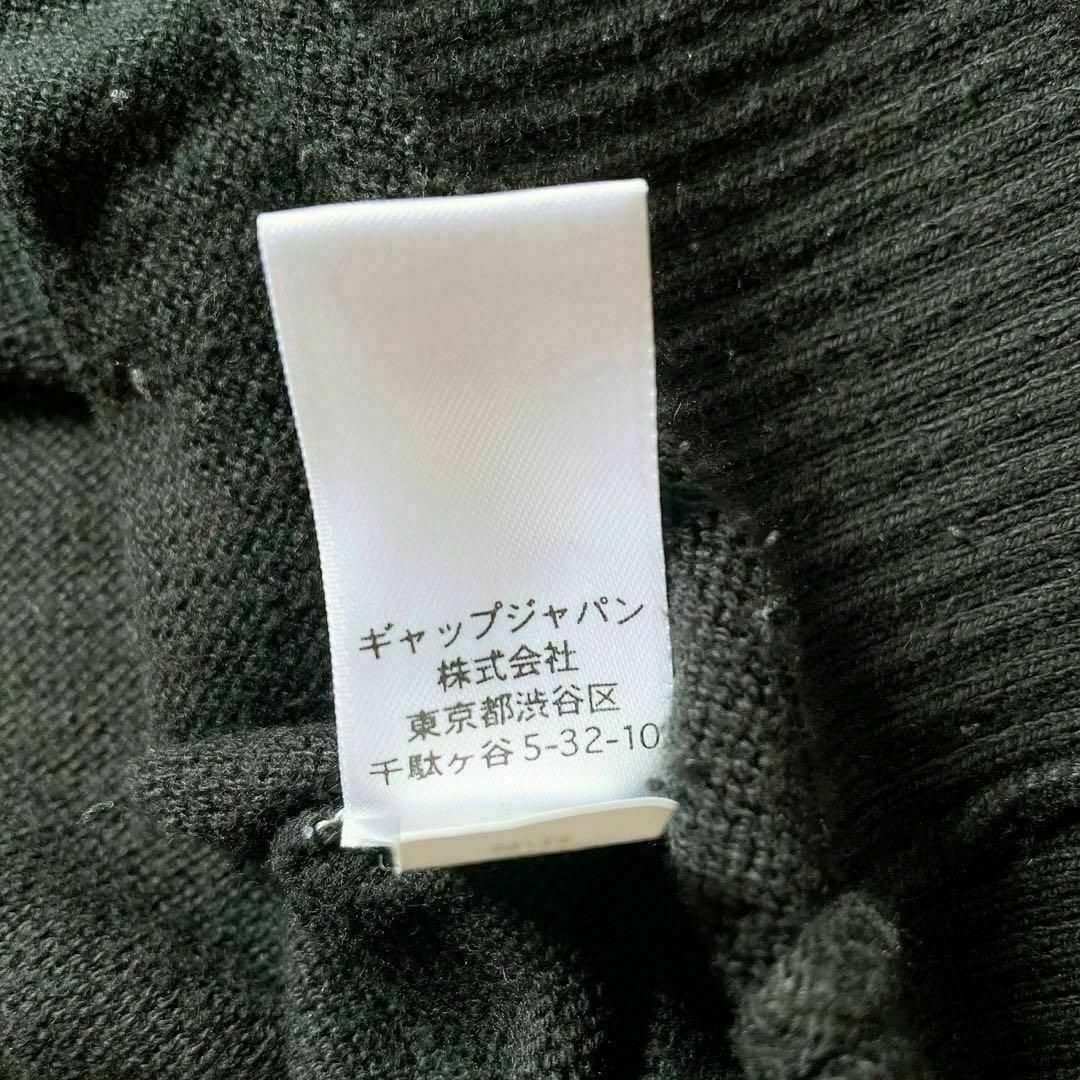 ギャップジャパン
株式会社
東京都渋谷区
千駄ヶ谷 5-32-10